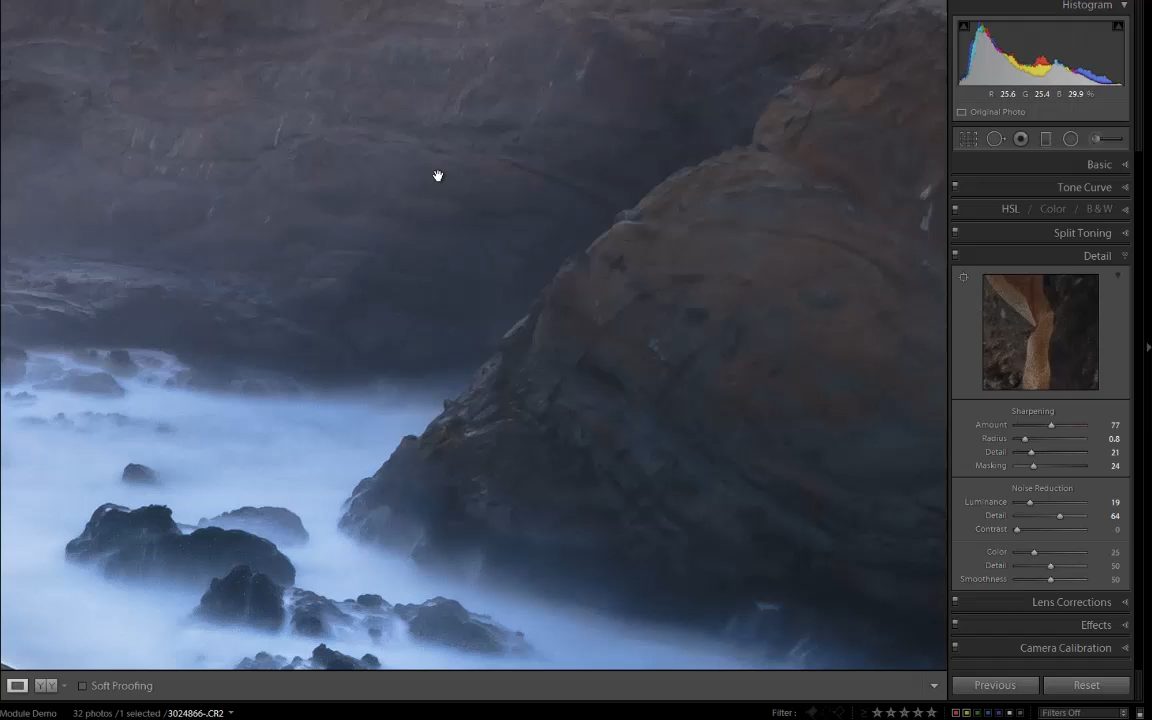 Histogram
R 25.6 G 25.4 B 29.9 %
Original Photo
Basic
Tone Curve
HSL / Color / B & W
Split Toning
Detail
Sharpening
Amount 77
Radius 0.8
Detail 21
Masking 24
Noise Reduction
Luminance 19
Detail 64
Contrast 0
Color 25
Detail 50
Smoothness 50
Lens Corrections
Effects
Camera Calibration
Soft Proofing
Previous Reset
Module Demo 32 photos /1 selected /3024866-.CR2
Filter : Filters Off